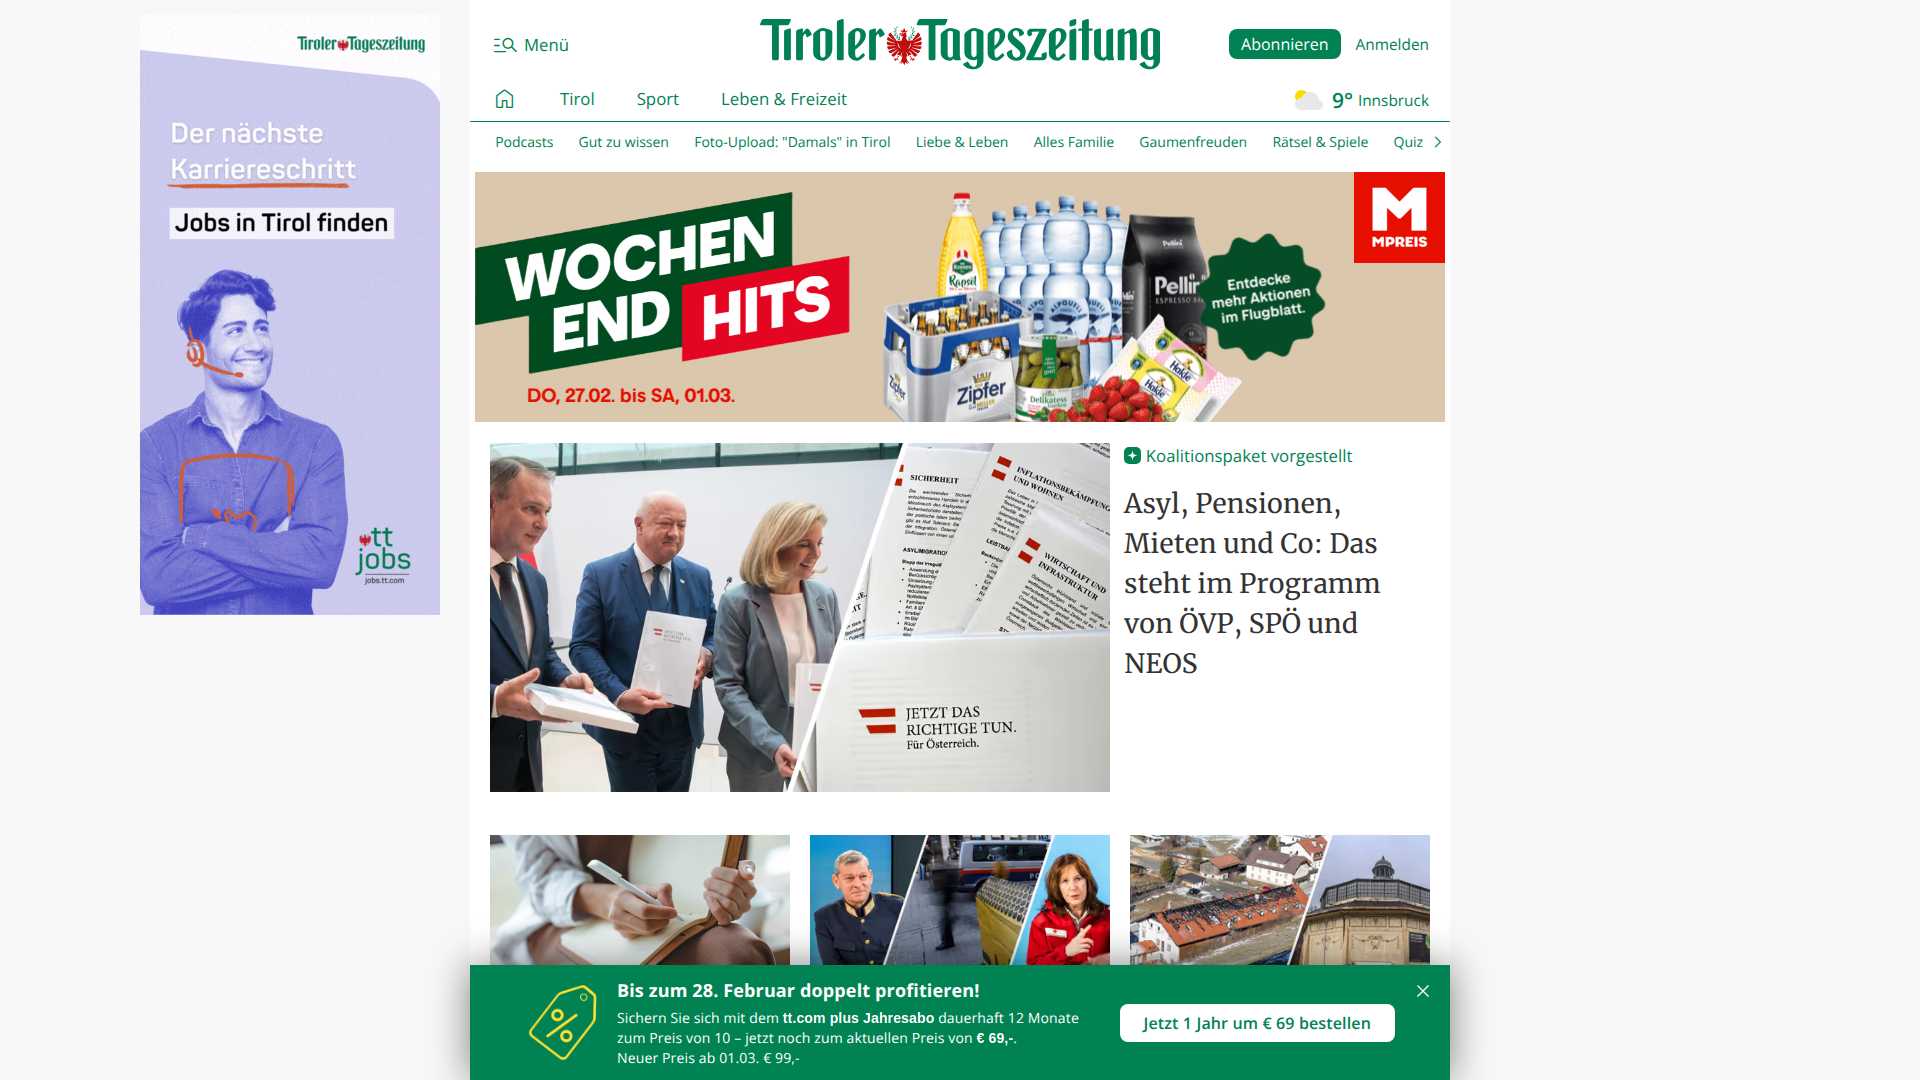 Tiroler Tageszeitung
Der nächste
Karriereschritt
Jobs in Tirol finden
tt
jobs
jobs.tt.com
Menü
Tiroler Tageszeitung
Abonnieren
Anmelden
Tirol
Sport
Leben & Freizeit
9° Innsbruck
Podcasts
Gut zu wissen
Foto-Upload: "Damals" in Tirol
Liebe & Leben
Alles Familie
Gaumenfreuden
Rätsel & Spiele
Quiz
WOCHEN
END HITS
DO, 27.02. bis SA, 01.03.
Rapsöl
Zipfer
Delikatess
Pellini
Hakle
Hakle
Entdecke
mehr Aktionen
im Flugblatt.
M
MPREIS
SICHERHEIT
INFLATIONSBEKÄMPFUNG
UND WOHNEN
WIRTSCHAFT UND
INFRASTRUKTUR
JETZT DAS
RICHTIGE TUN.
Für Österreich.
Koalitionspaket vorgestellt
Asyl, Pensionen,
Mieten und Co: Das
steht im Programm
von ÖVP, SPÖ und
NEOS
Bis zum 28. Februar doppelt profitieren!
Sichern Sie sich mit dem tt.com plus Jahresabo dauerhaft 12 Monate
zum Preis von 10 – jetzt noch zum aktuellen Preis von € 69,-.
Neuer Preis ab 01.03. € 99,-
Jetzt 1 Jahr um € 69 bestellen